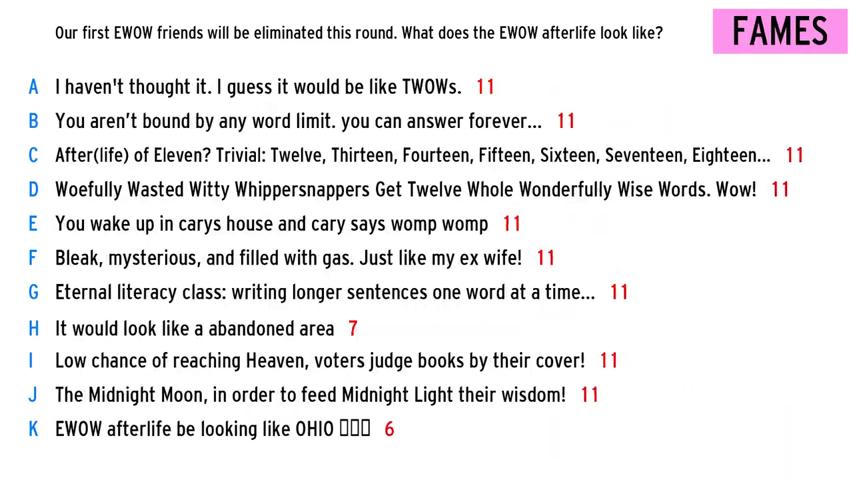 Our first EWOW friends will be eliminated this round. What does the EWOW afterlife look like?
FAMES
A I haven't thought it. I guess it would be like TWOWs. 11
B You aren't bound by any word limit. you can answer forever... 11
C After(life) of Eleven? Trivial: Twelve, Thirteen, Fourteen, Fifteen, Sixteen, Seventeen, Eighteen... 11
D Woefully Wasted Witty Whippersnappers Get Twelve Whole Wonderfully Wise Words. Wow! 11
E You wake up in carys house and cary says womp womp 11
F Bleak, mysterious, and filled with gas. Just like my ex wife! 11
G Eternal literacy class: writing longer sentences one word at a time... 11
H It would look like a abandoned area 7
I Low chance of reaching Heaven, voters judge books by their cover! 11
J The Midnight Moon, in order to feed Midnight Light their wisdom! 11
K EWOW afterlife be looking like OHIO ▯▯▯ 6